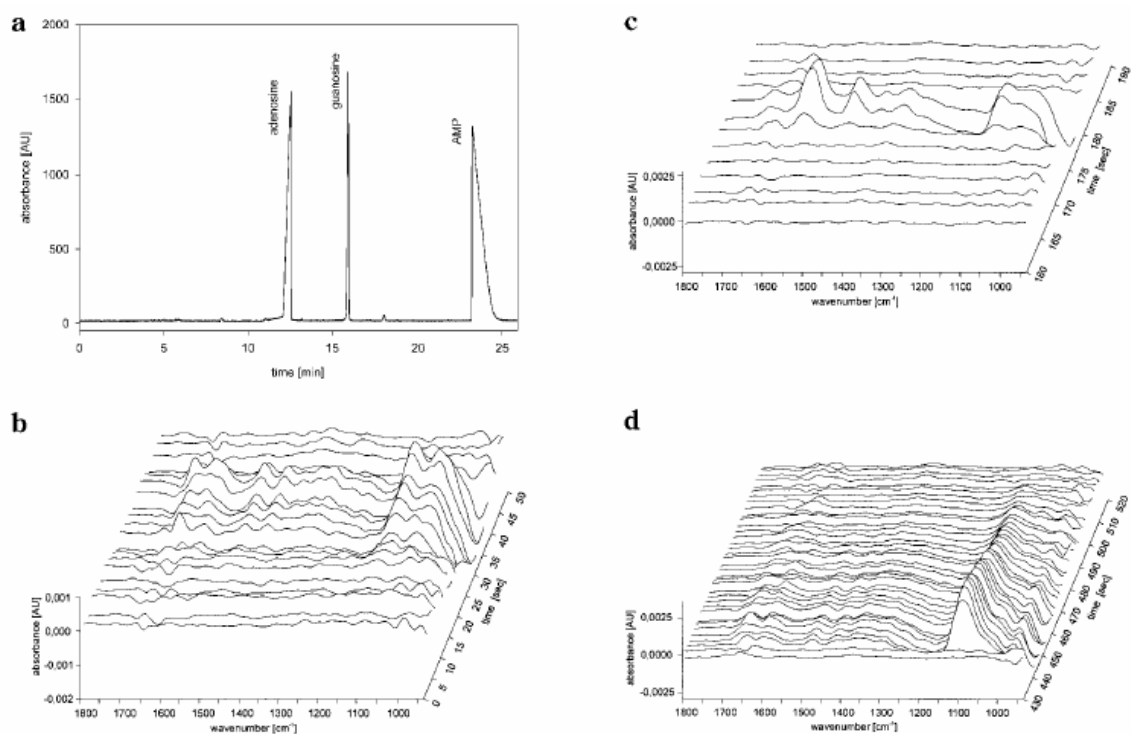 a
2000
1500
1000
500
0
absorbance [AU]
adenosine
guanosine
AMP
0 5 10 15 20 25
time [min]
c
190
185
180
175
170
165
160
time [sec]
0,0025
0,0000
-0,0025
absorbance [AU]
1800 1700 1600 1500 1400 1300 1200 1100 1000
wavenumber [cm-1]
b
50
45
40
35
30
25
20
15
10
5
0
time [sec]
0,001
0,000
-0,001
-0,002
absorbance [AU]
1800 1700 1600 1500 1400 1300 1200 1100 1000
wavenumber [cm-1]
d
520
510
500
490
480
470
460
450
440
430
time [sec]
0,0025
0,0000
-0,0025
absorbance [AU]
1800 1700 1600 1500 1400 1300 1200 1100 1000
wavenumber [cm-1]